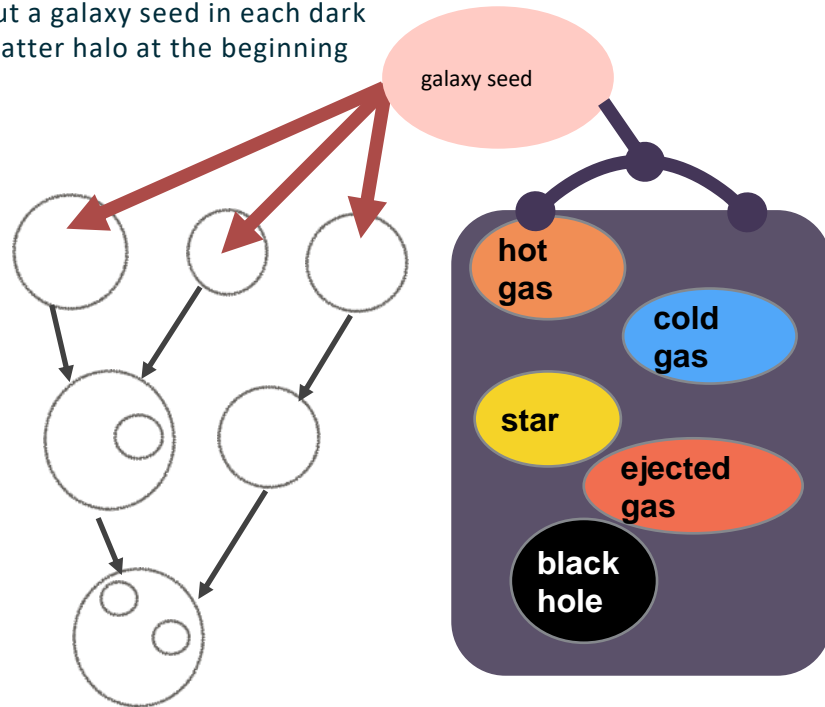 ut a galaxy seed in each dark
atter halo at the beginning
galaxy seed
hot
gas
cold
gas
star
ejected
gas
black
hole